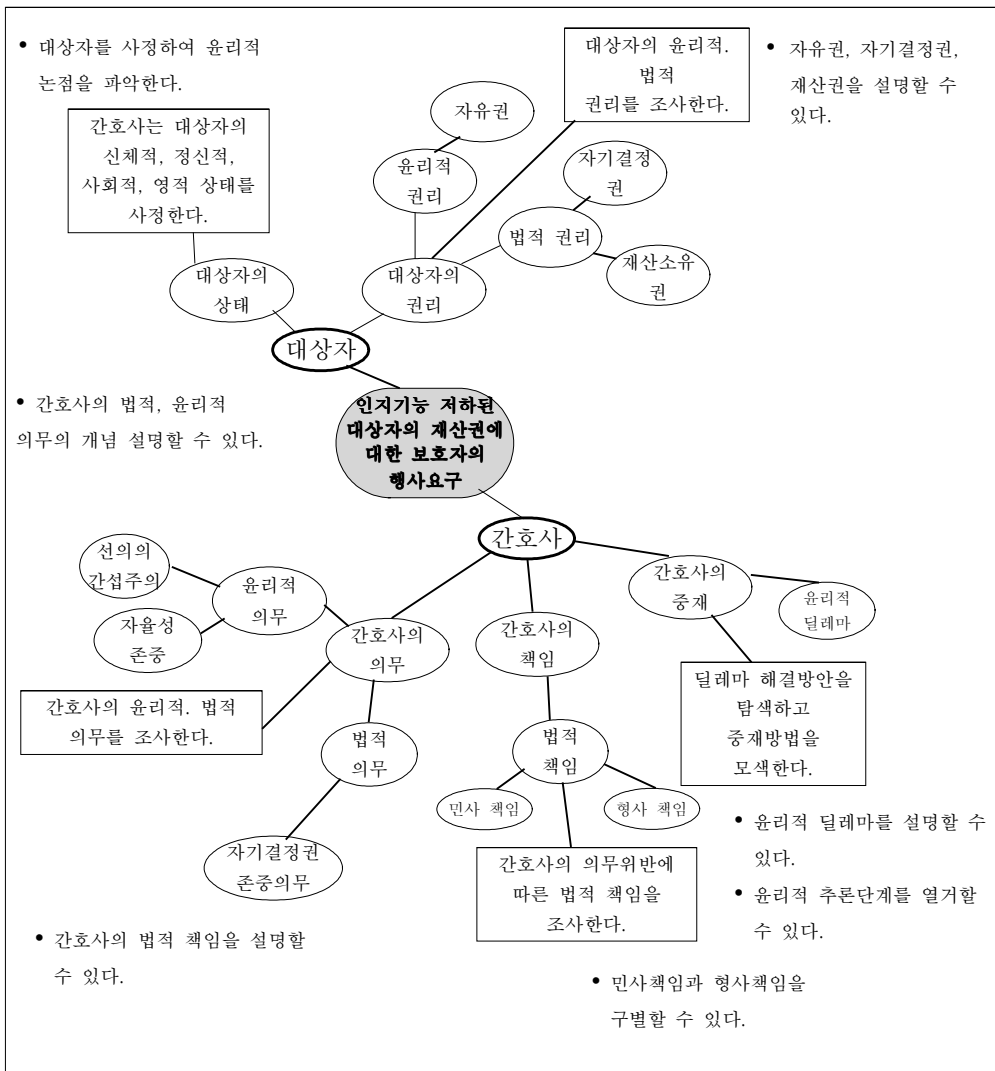 • 대상자를 사정하여 윤리적
논점을 파악한다.
간호사는 대상자의
신체적, 정신적,
사회적, 영적 상태를
사정한다.
대상자의 윤리적.
법적
권리를 조사한다.
• 자유권, 자기결정권,
재산권을 설명할 수
있다.
자유권
윤리적
권리
자기결정
권
법적 권리
재산소유
권
대상자의
상태
대상자의
권리
대상자
• 간호사의 법적, 윤리적
의무의 개념 설명할 수 있다.
인지기능 저하된
대상자의 재산권에
대한 보호자의
행사요구
간호사
선의의
간섭주의
윤리적
의무
자율성
존중
간호사의
의무
간호사의
책임
간호사의
중재
윤리적
딜레마
간호사의 윤리적. 법적
의무를 조사한다.
딜레마 해결방안을
탐색하고
중재방법을
모색한다.
법적
의무
법적
책임
민사 책임
형사 책임
자기결정권
존중의무
간호사의 의무위반에
따른 법적 책임을
조사한다.
• 윤리적 딜레마를 설명할 수
있다.
• 윤리적 추론단계를 열거할
수 있다.
• 간호사의 법적 책임을 설명할
수 있다.
• 민사책임과 형사책임을
구별할 수 있다.